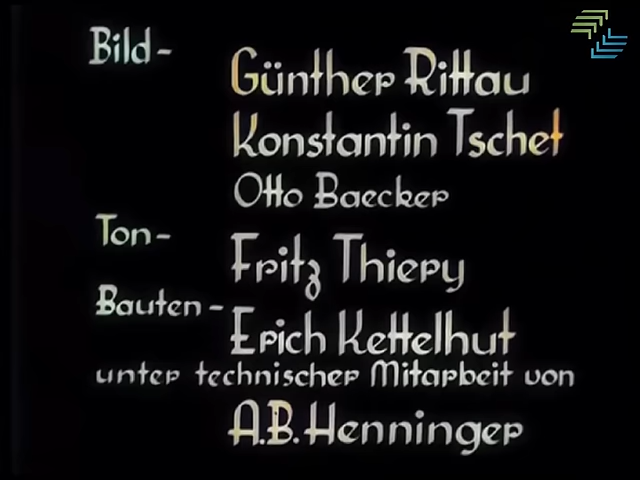 Bild-
Günther Rittau
Konstantin Tschet
Otto Baecker
Ton-
Fritz Thiery
Bauten-
Erich Kettelhut
unter technischer Mitarbeit von
A.B. Henninger